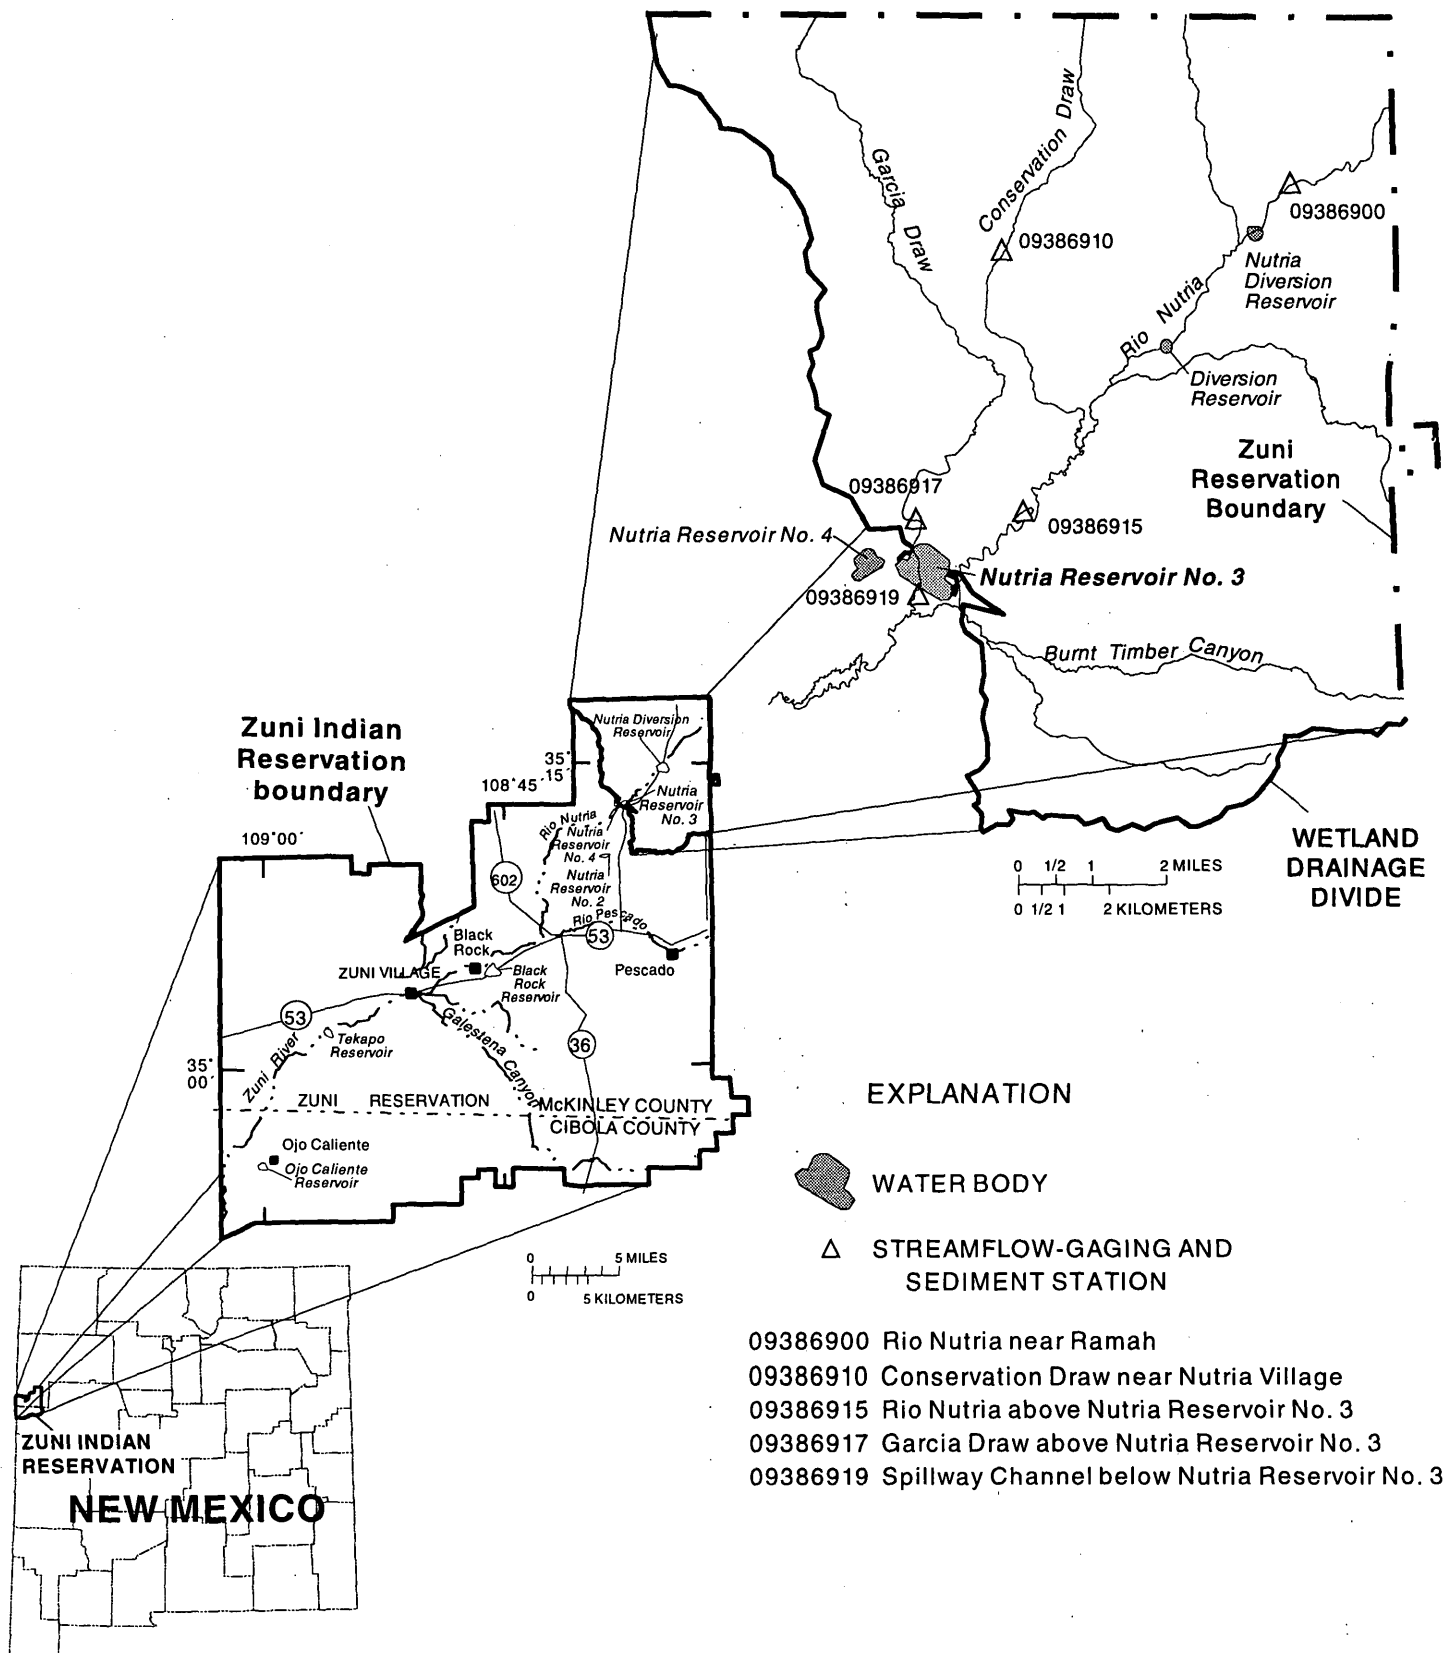 Garcia Draw
Conservation Draw
09386900
09386910
Nutria
Diversion
Reservoir
Rio Nutria
Diversion
Reservoir
Zuni
Reservation
Boundary
09386917
09386915
Nutria Reservoir No. 4
Nutria Reservoir No. 3
09386919
Burnt Timber Canyon
WETLAND
DRAINAGE
DIVIDE
0 1/2 1 2 MILES
0 1/2 1 2 KILOMETERS
Zuni Indian
Reservation
boundary
Nutria Diversion
Reservoir
35°
15'
108°45'
Nutria
Reservoir
No. 3
109°00'
Rio Nutria
Nutria
Reservoir
No. 4
602
Nutria
Reservoir
No. 2
Rio Pescado
53
Black
Rock
ZUNI VILLAGE
Black
Rock
Reservoir
Pescado
53
Tekapo
Reservoir
Galestena Canyon
36
Zuni River
35°
00'
ZUNI RESERVATION
McKINLEY COUNTY
CIBOLA COUNTY
Ojo Caliente
Ojo Caliente
Reservoir
0 5 MILES
0 5 KILOMETERS
ZUNI INDIAN
RESERVATION
NEW MEXICO
EXPLANATION
WATER BODY
STREAMFLOW-GAGING AND
SEDIMENT STATION
09386900 Rio Nutria near Ramah
09386910 Conservation Draw near Nutria Village
09386915 Rio Nutria above Nutria Reservoir No. 3
09386917 Garcia Draw above Nutria Reservoir No. 3
09386919 Spillway Channel below Nutria Reservoir No. 3